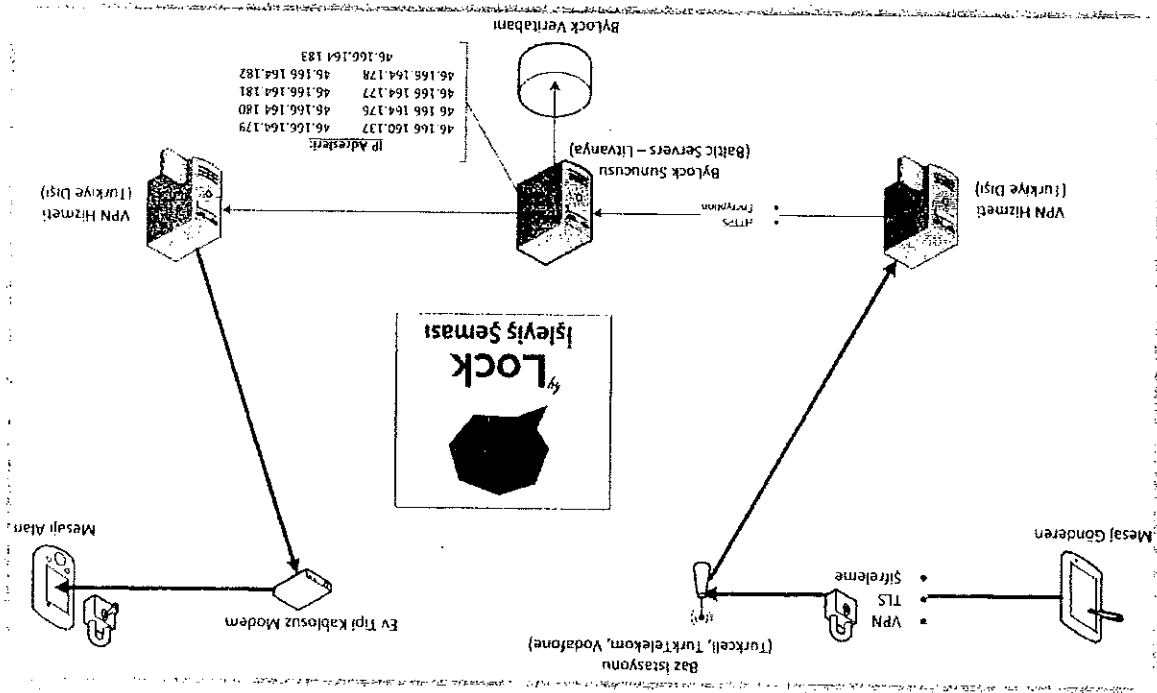 Baz İstasyonu
(Turkcell, TurkTelekom, Vodafone)
Mesaj Gönderen
• VPN
• TLS
• Şifreleme
Ev Tipi Kablosuz Modem
Mesajı Alan
by Lock
İşleyiş Şeması
VPN Hizmeti
(Türkiye Dışı)
• HTTPS
• Encryption
ByLock Sunucusu
(Baltic Servers – Litvanya)
VPN Hizmeti
(Türkiye Dışı)
IP Adresleri:
46.166 160.137 46.166.164.179
46 166 164.176 46.166.164 180
46.166 164.177 46.166 164.181
46.166.164.178 46.166 164.182
46.166.164 183
ByLock Veritabanı